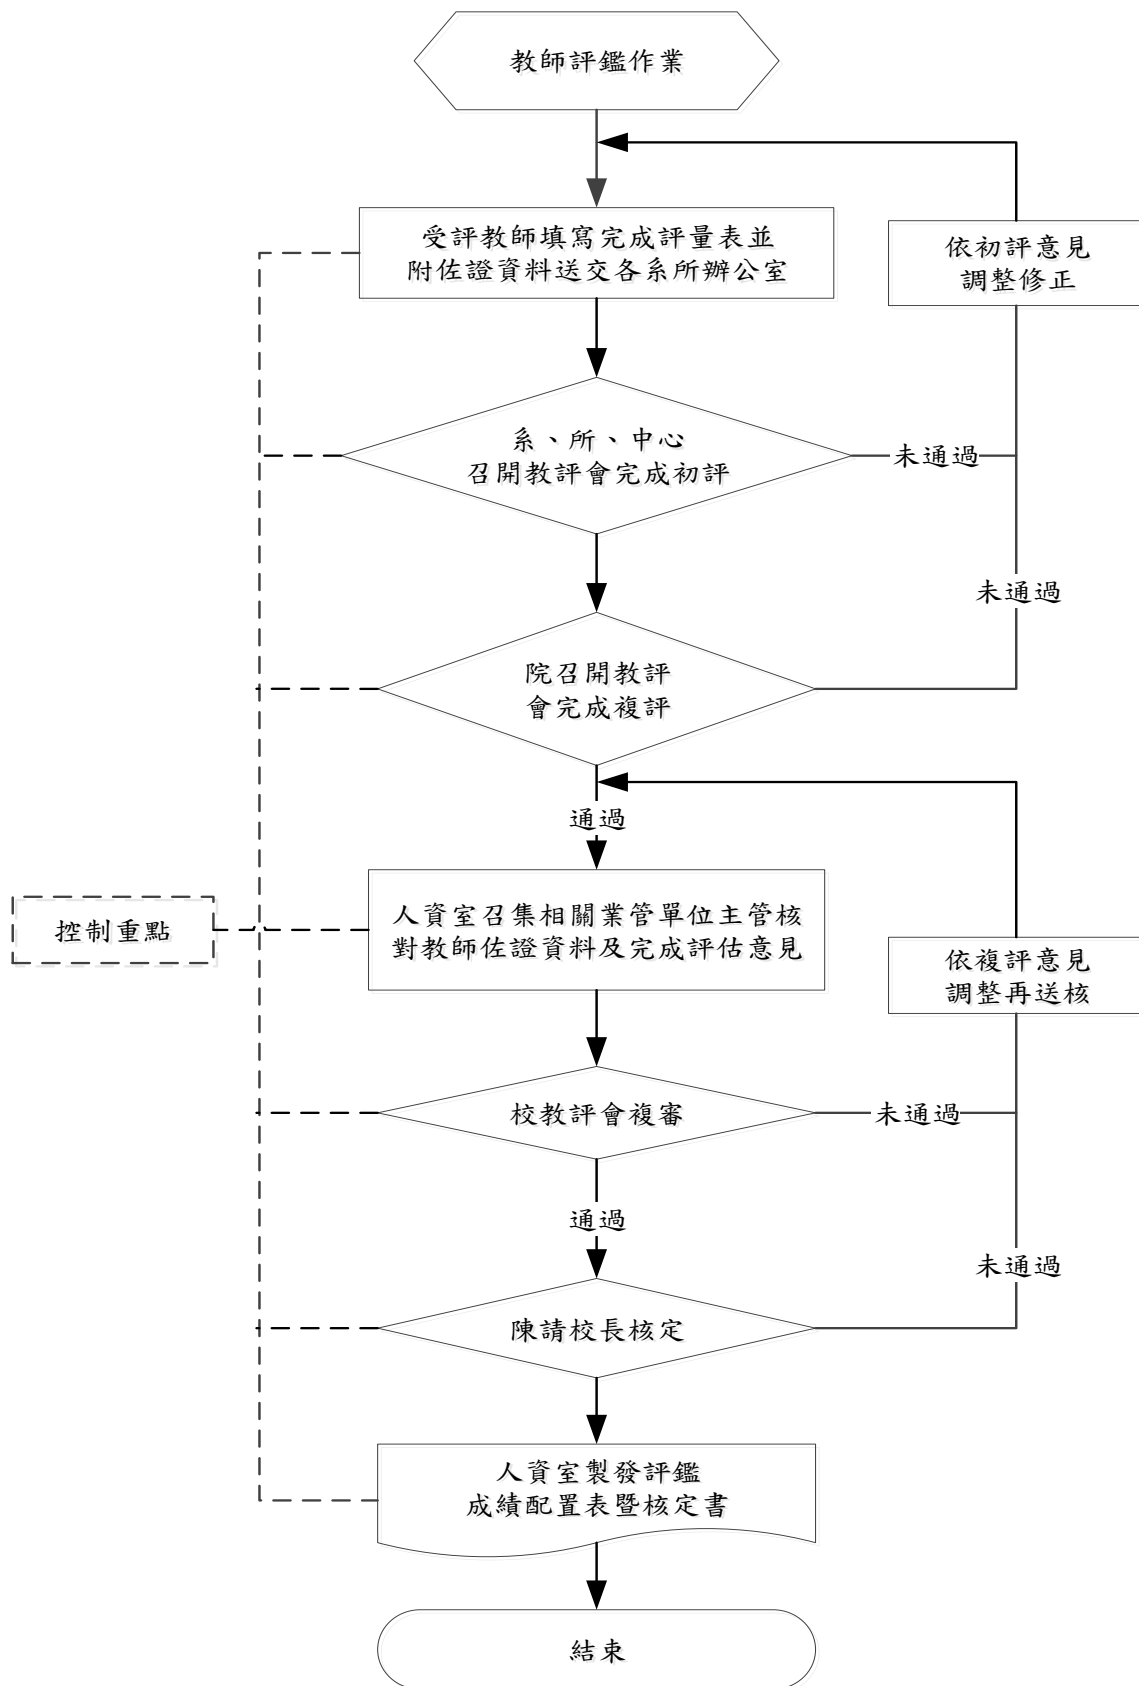 教師評鑑作業
受評教師填寫完成評量表並
附佐證資料送交各系所辦公室
依初評意見
調整修正
系、所、中心
召開教評會完成初評
未通過
未通過
院召開教評
會完成複評
通過
控制重點
人資室召集相關業管單位主管核
對教師佐證資料及完成評估意見
依複評意見
調整再送核
校教評會複審
未通過
通過
未通過
陳請校長核定
人資室製發評鑑
成績配置表暨核定書
結束